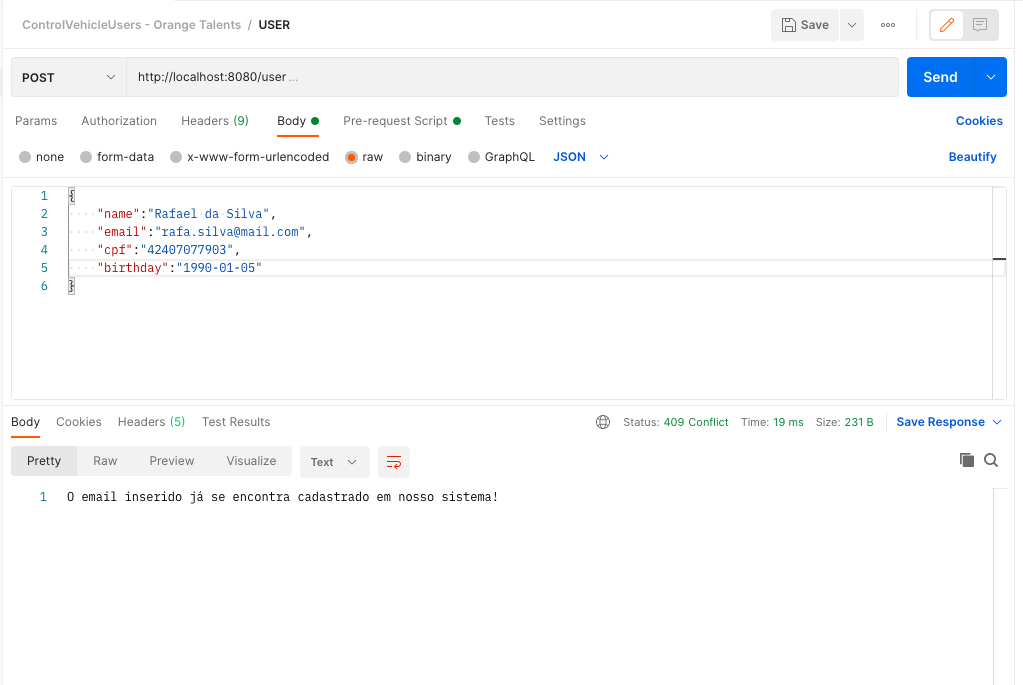 ControlVehicleUsers - Orange Talents / USER
Save
POST
http://localhost:8080/user ...
Send
Params Authorization Headers (9) Body Pre-request Script Tests Settings Cookies
none form-data x-www-form-urlencoded raw binary GraphQL JSON Beautify
1 {
2 ····"name":"Rafael·da·Silva",
3 ····"email":"rafa.silva@mail.com",
4 ····"cpf":"42407077903",
5 ····"birthday":"1990-01-05"
6 }
Body Cookies Headers (5) Test Results Status: 409 Conflict Time: 19 ms Size: 231 B Save Response
Pretty Raw Preview Visualize Text
1 O email inserido já se encontra cadastrado em nosso sistema!